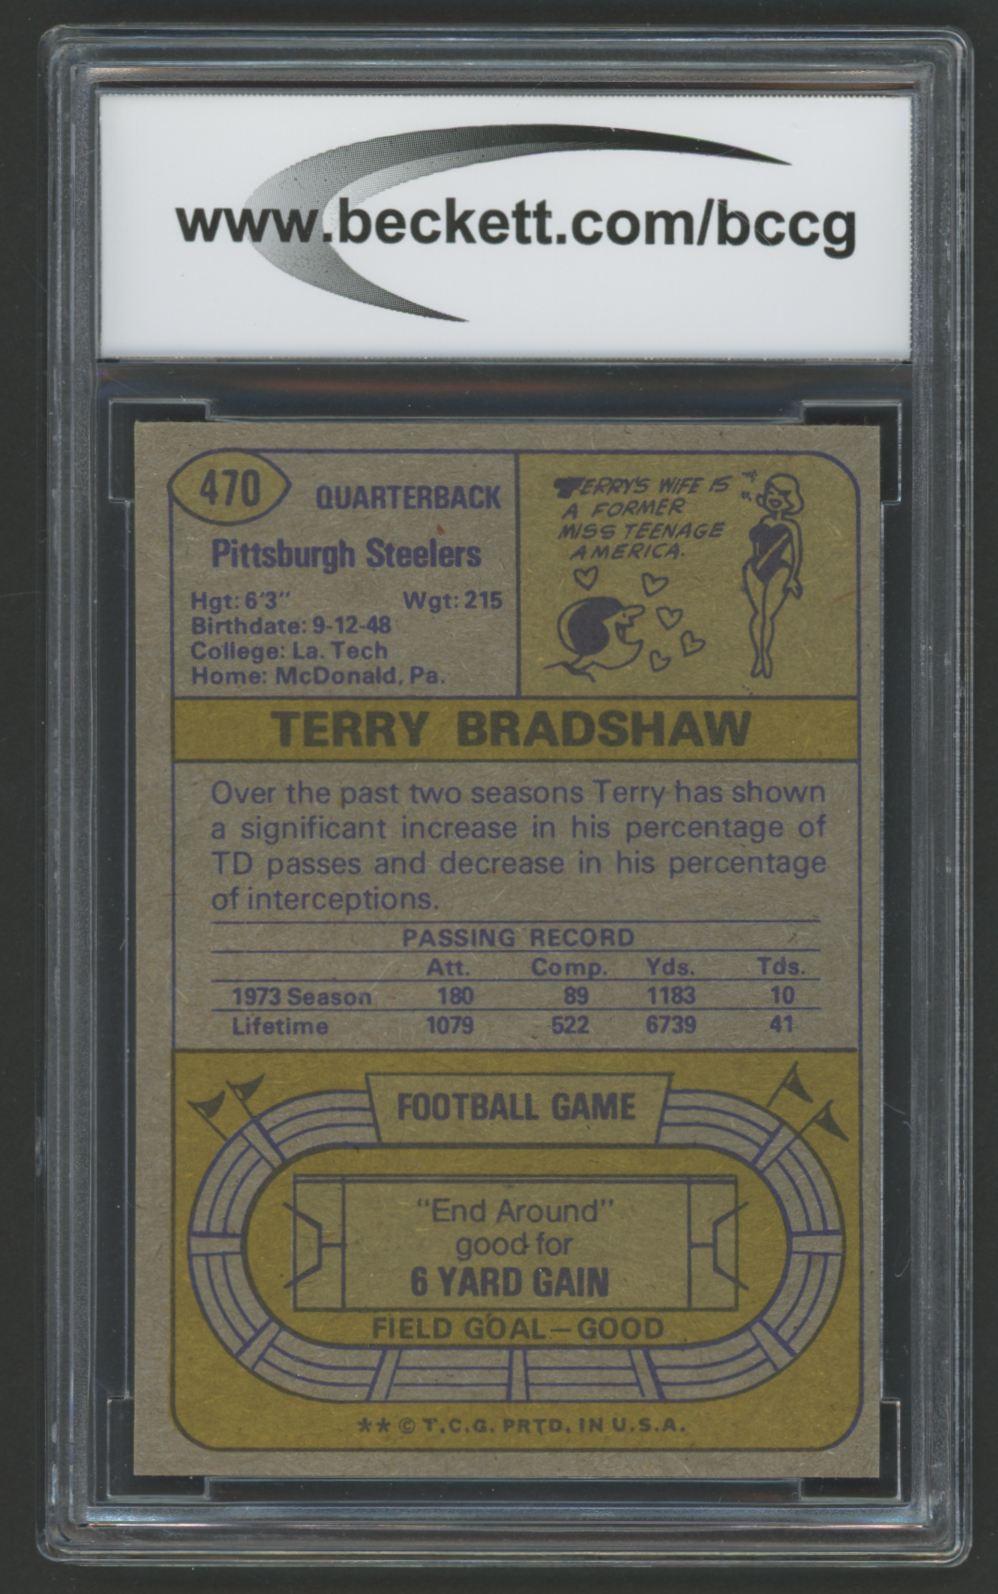 www.beckett.com/bccg
470
QUARTERBACK
Pittsburgh Steelers
Hgt: 6'3" Wgt: 215
Birthdate: 9-12-48
College: La. Tech
Home: McDonald, Pa.
TERRY'S WIFE IS
A FORMER
MISS TEENAGE
AMERICA.
TERRY BRADSHAW
Over the past two seasons Terry has shown
a significant increase in his percentage of
TD passes and decrease in his percentage
of interceptions.
PASSING RECORD
Att. Comp. Yds. Tds.
1973 Season 180 89 1183 10
Lifetime 1079 522 6739 41
FOOTBALL GAME
"End Around"
good for
6 YARD GAIN
FIELD GOAL—GOOD
** © T.C.G. PRTD. IN U.S.A.